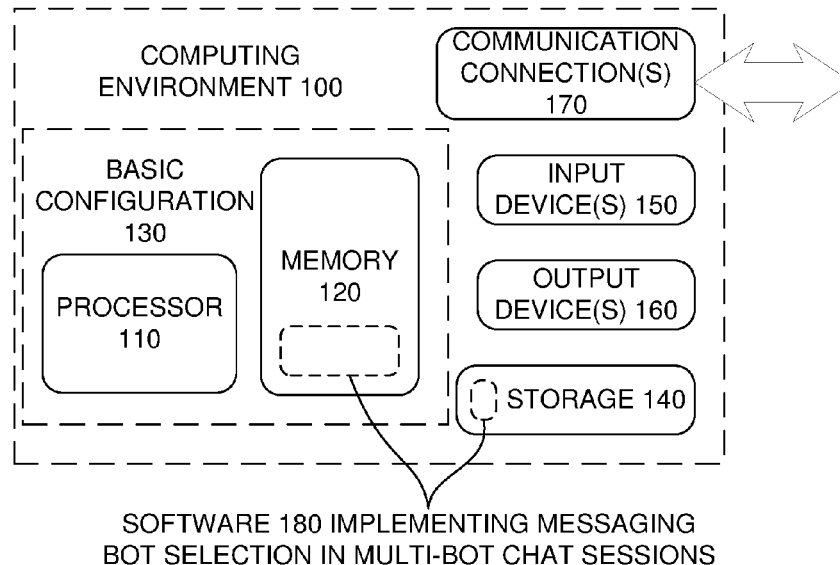 COMPUTING
ENVIRONMENT 100
COMMUNICATION
CONNECTION(S)
170
BASIC
CONFIGURATION
130
PROCESSOR
110
MEMORY
120
INPUT
DEVICE(S) 150
OUTPUT
DEVICE(S) 160
STORAGE 140
SOFTWARE 180 IMPLEMENTING MESSAGING
BOT SELECTION IN MULTI-BOT CHAT SESSIONS